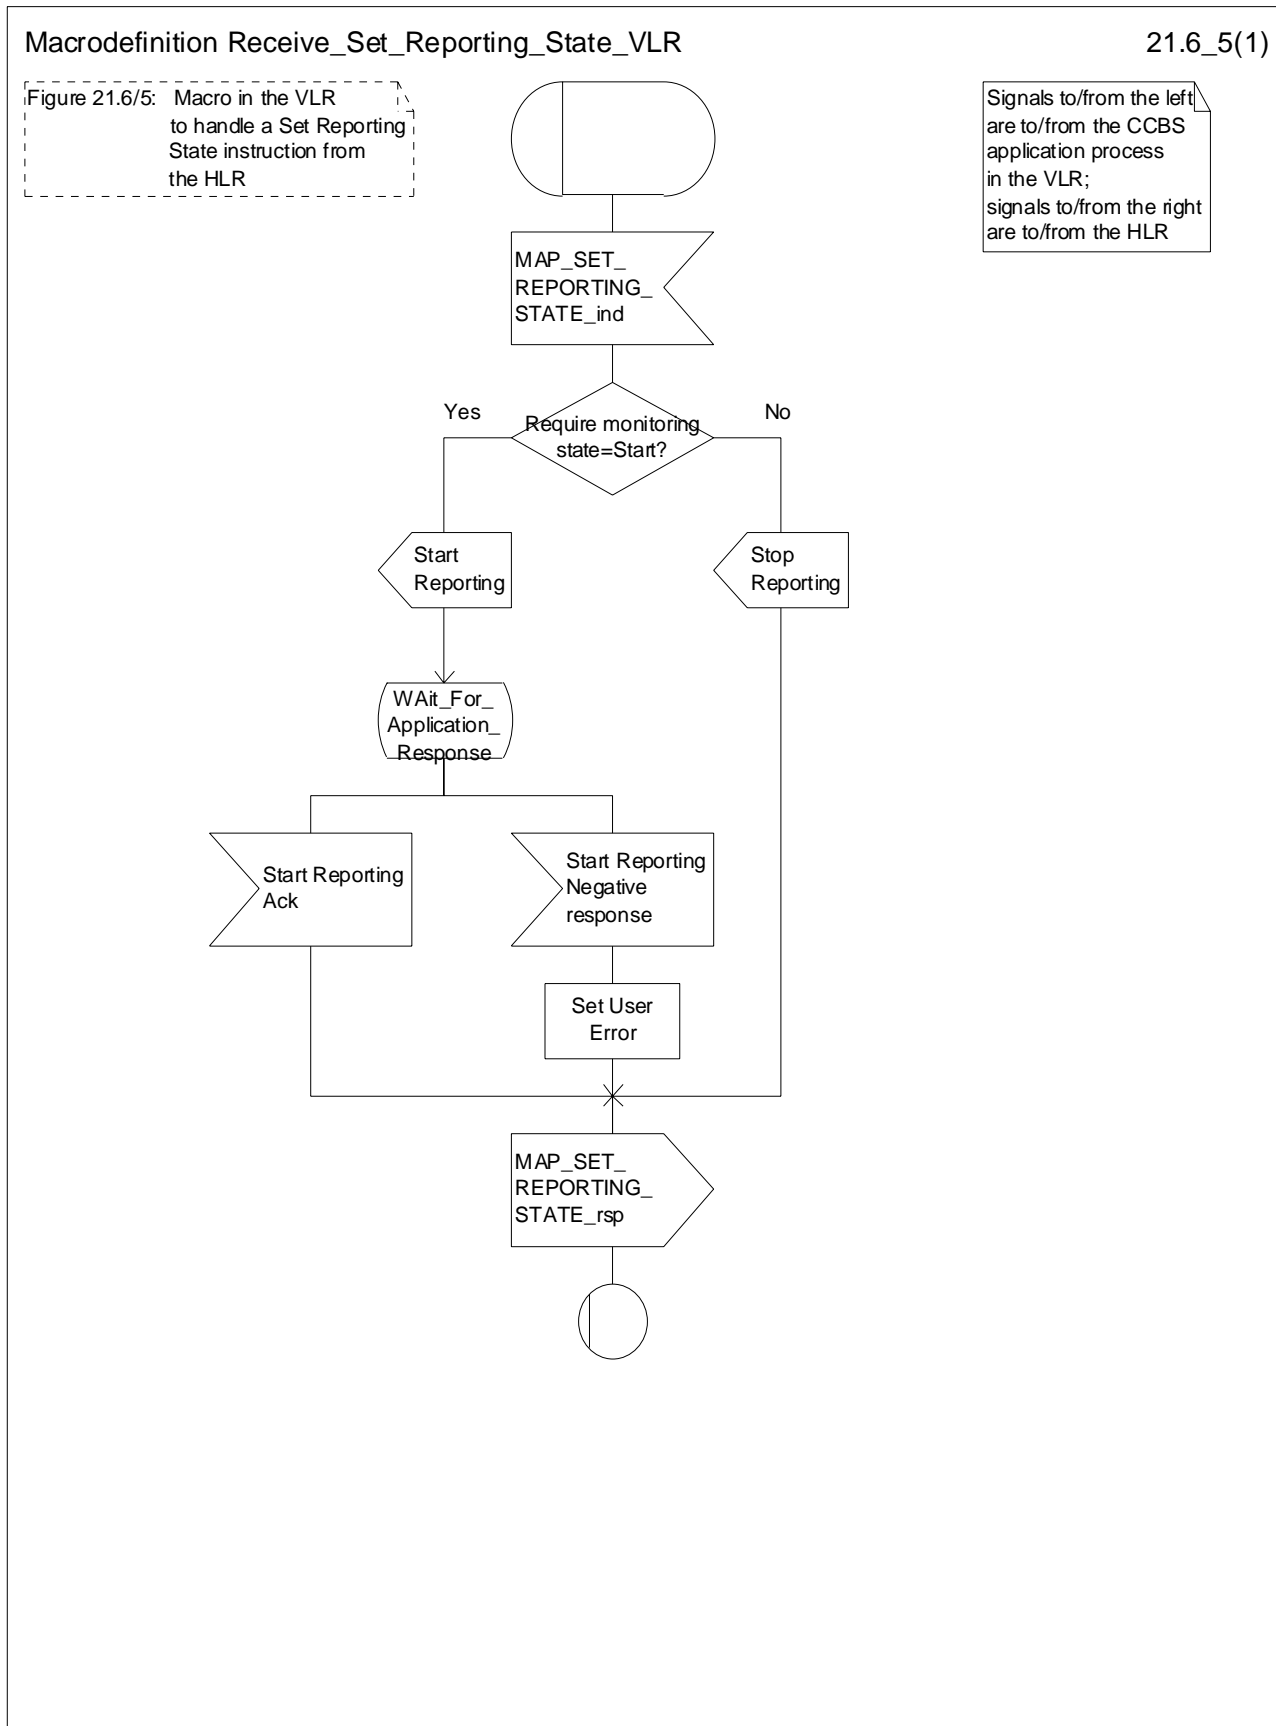 Macrodefinition Receive_Set_Reporting_State_VLR
21.6_5(1)
Figure 21.6/5: Macro in the VLR
to handle a Set Reporting
State instruction from
the HLR
Signals to/from the left
are to/from the CCBS
application process
in the VLR;
signals to/from the right
are to/from the HLR
MAP_SET_
REPORTING_
STATE_ind
Yes
No
Require monitoring
state=Start?
Start
Reporting
Stop
Reporting
WAit_For_
Application_
Response
Start Reporting
Ack
Start Reporting
Negative
response
Set User
Error
MAP_SET_
REPORTING_
STATE_rsp